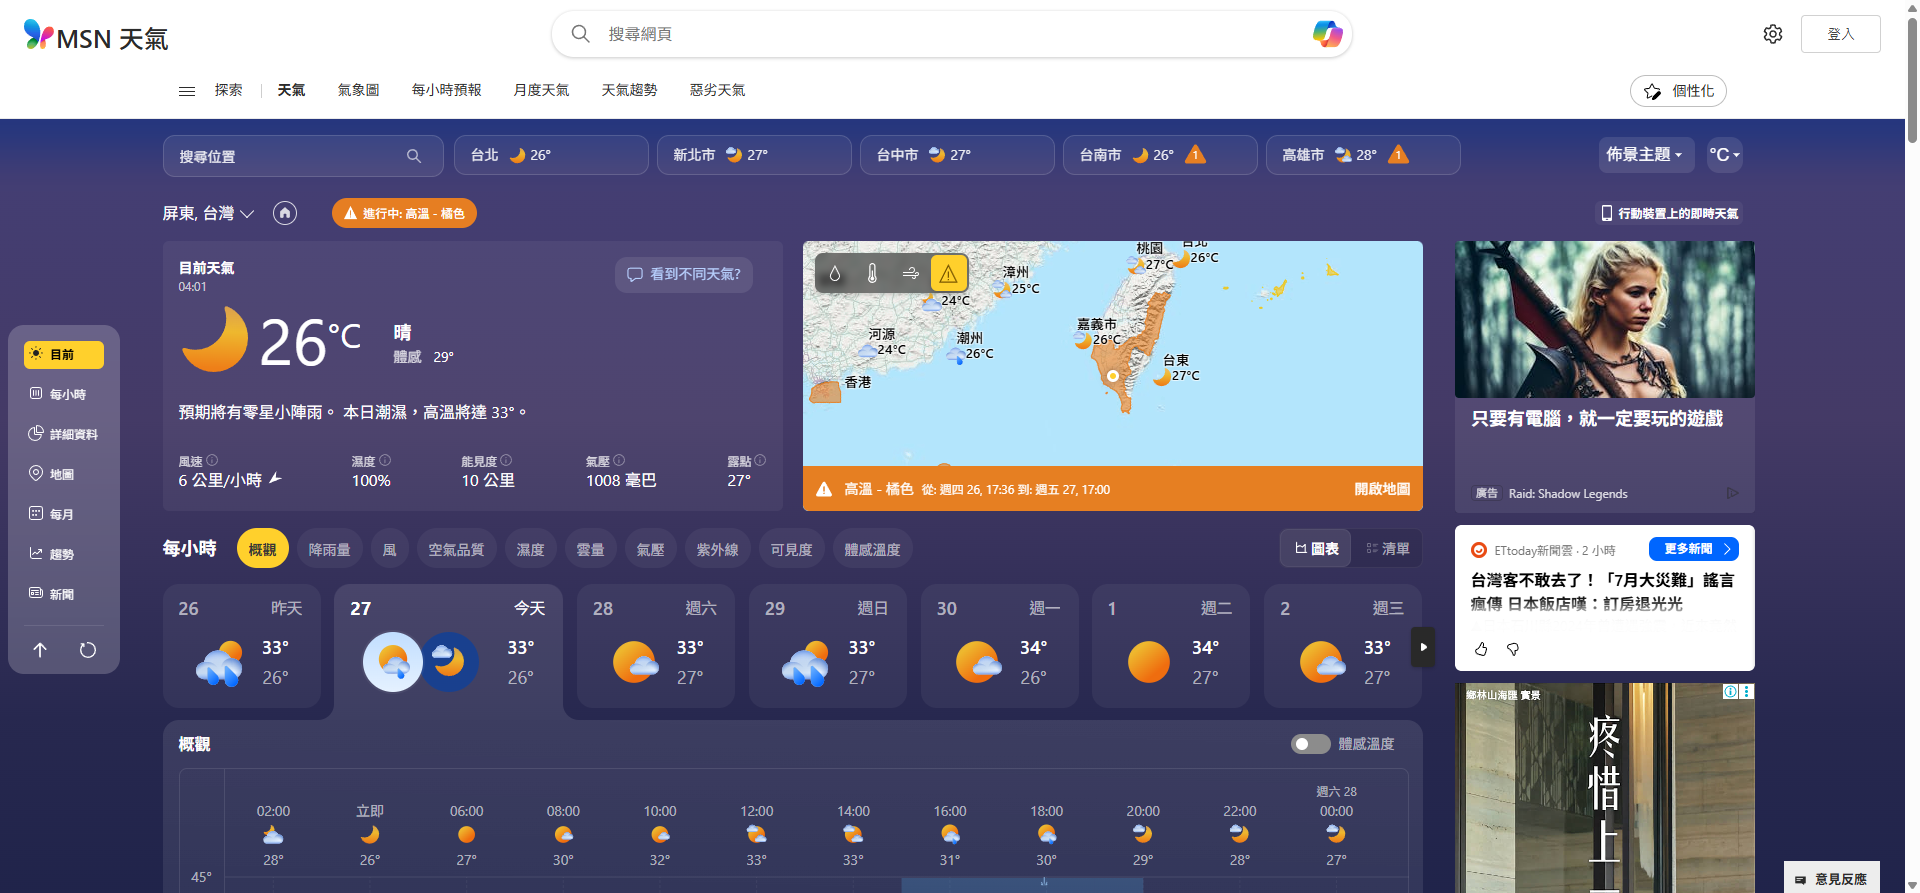 MSN 天氣
搜尋網頁
登入
探索 天氣 氣象圖 每小時預報 月度天氣 天氣趨勢 惡劣天氣
個性化
搜尋位置
台北 26°
新北市 27°
台中市 27°
台南市 26° 1
高雄市 28° 1
佈景主題
°C
屏東, 台灣
進行中: 高溫 - 橘色
行動裝置上的即時天氣
目前天氣
04:01
看到不同天氣?
26°C
晴
體感 29°
預期將有零星小陣雨。 本日潮濕，高溫將達 33°。
風速 濕度 能見度 氣壓 露點
6 公里/小時 100% 10 公里 1008 毫巴 27°
桃園
27°C
台北
26°C
漳州
25°C
24°C
河源
24°C
潮州
26°C
嘉義市
26°C
台東
27°C
香港
高溫 - 橘色 從: 週四 26, 17:36 到: 週五 27, 17:00
開啟地圖
目前
每小時
詳細資料
地圖
每月
趨勢
新聞
每小時
概觀 降雨量 風 空氣品質 濕度 雲量 氣壓 紫外線 可見度 體感溫度
圖表 清單
26 昨天 33° 26°
27 今天 33° 26°
28 週六 33° 27°
29 週日 33° 27°
30 週一 34° 26°
1 週二 34° 27°
2 週三 33° 27°
概觀
體感溫度
週六 28
02:00 立即 06:00 08:00 10:00 12:00 14:00 16:00 18:00 20:00 22:00 00:00
28° 26° 27° 30° 32° 33° 33° 31° 30° 29° 28° 27°
45°
只要有電腦，就一定要玩的遊戲
廣告 Raid: Shadow Legends
ETtoday新聞雲 · 2 小時
更多新聞
台灣客不敢去了！「7月大災難」謠言
瘋傳 日本飯店嘆：訂房退光光
鄉林山海匯 實景
疼惜上
意見反應